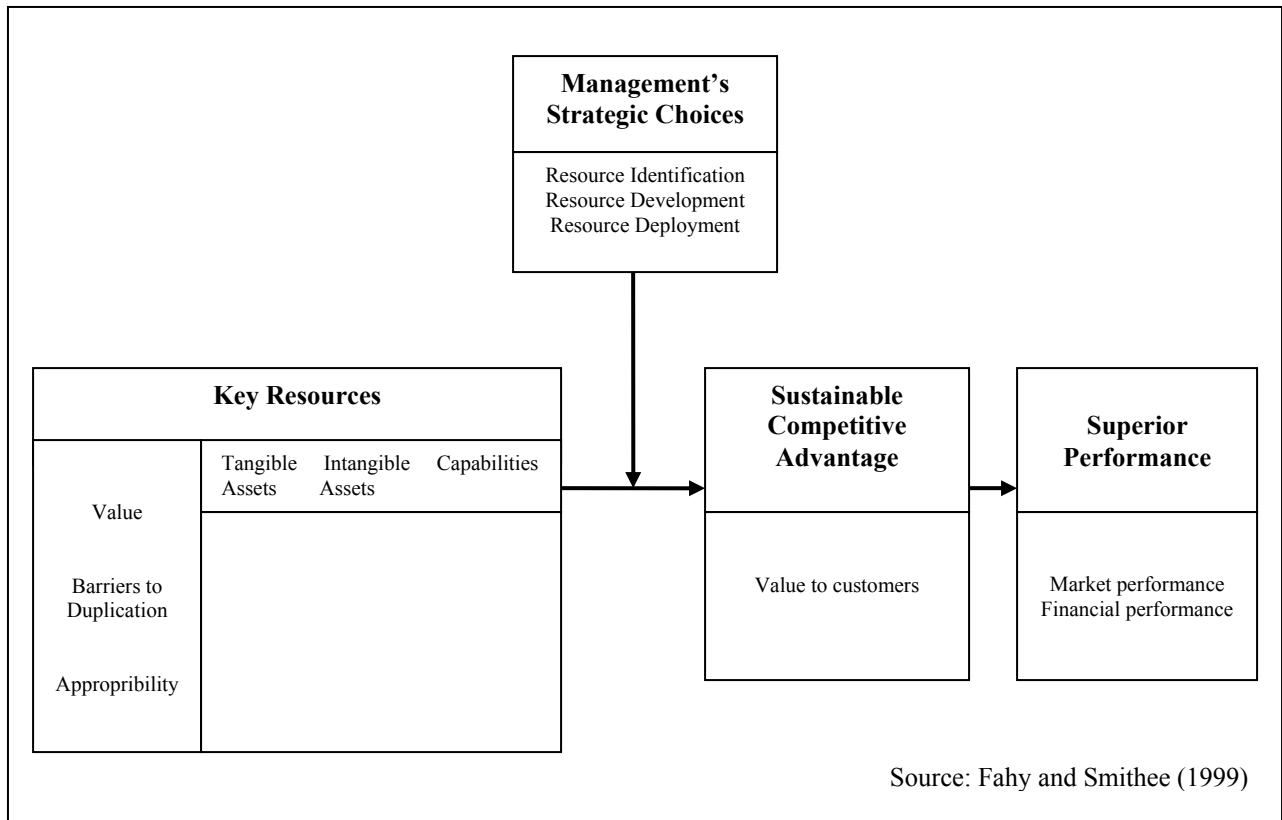 Management’s
Strategic Choices
Resource Identification
Resource Development
Resource Deployment
Key Resources
Tangible Intangible Capabilities
Assets Assets
Value
Barriers to
Duplication
Appropribility
Sustainable
Competitive
Advantage
Value to customers
Superior
Performance
Market performance
Financial performance
Source: Fahy and Smithee (1999)